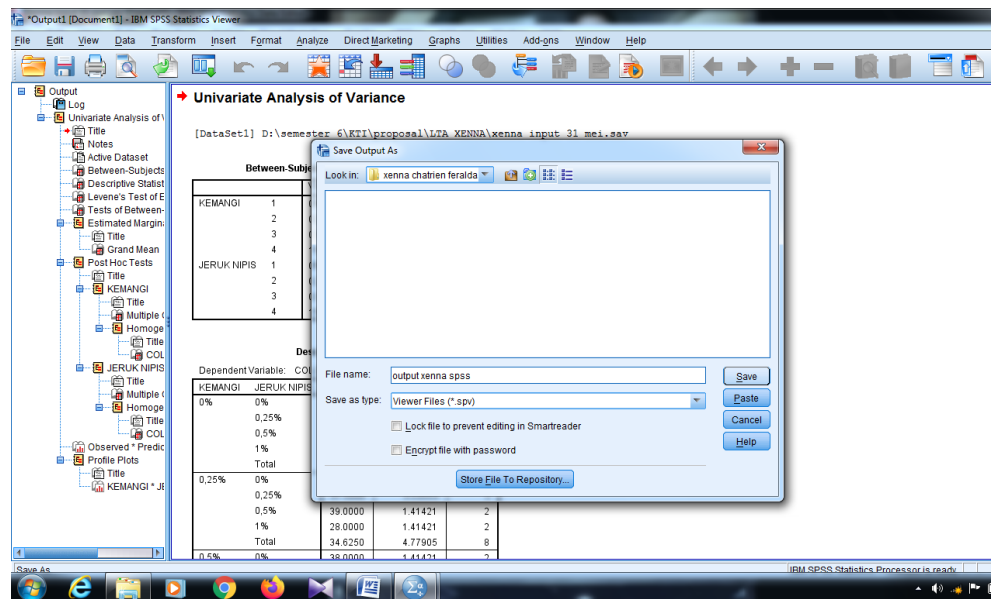 *Output1 [Document1] - IBM SPSS Statistics Viewer
File Edit View Data Transform Insert Format Analyze Direct Marketing Graphs Utilities Add-ons Window Help
Output
Log
Univariate Analysis of V
Title
Notes
Active Dataset
Between-Subjects
Descriptive Statist
Levene's Test of E
Tests of Between-
Estimated Margin
Title
Grand Mean
Post Hoc Tests
Title
KEMANGI
Title
Multiple
Homoge
Title
COL
JERUK NIPIS
Title
Multiple
Homoge
Title
COL
Observed * Predic
Profile Plots
Title
KEMANGI * JE
Univariate Analysis of Variance
[DataSet1] D:\semester 6\KTI\proposal\LTA XENNA\xenna input 31 mei.sav
Between-Subje
KEMANGI 1
2
3
4
JERUK NIPIS 1
2
3
4
Des
Dependent Variable: COL
KEMANGI JERUK NIPIS
0% 0%
0,25%
0,5%
1%
Total
0,25% 0%
0,25%
0,5% 39.0000 1.41421 2
1% 28.0000 1.41421 2
Total 34.6250 4.77905 8
0,5% 0% 38.0000 1.41421 2
Save Output As
Look in: xenna chatrien feralda
File name: output xenna spss
Save as type: Viewer Files (*.spv)
Lock file to prevent editing in Smartreader
Encrypt file with password
Save
Paste
Cancel
Help
Store File To Repository...
Save As
IBM SPSS Statistics Processor is ready